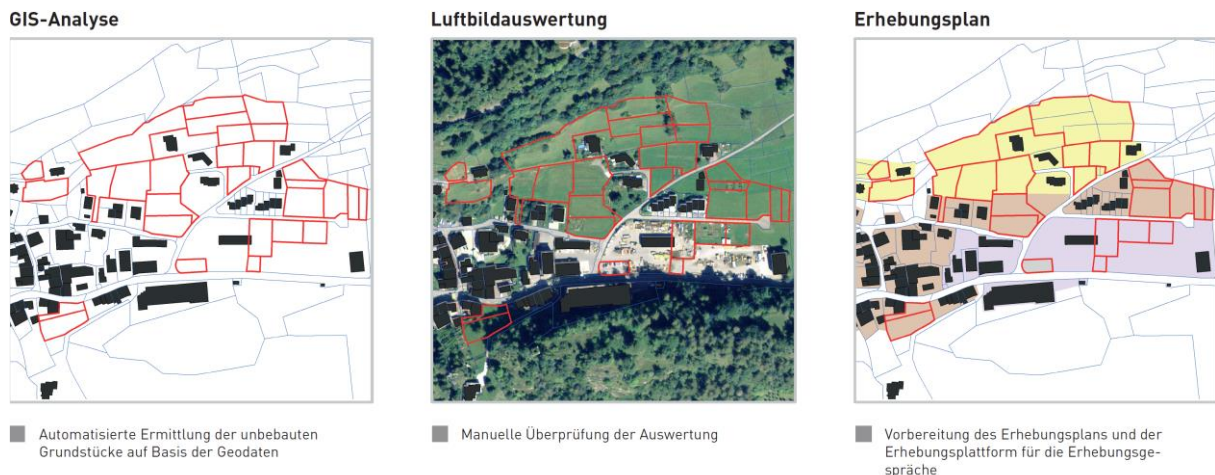 GIS-Analyse
Luftbildauswertung
Erhebungsplan
Automatisierte Ermittlung der unbebauten
Grundstücke auf Basis der Geodaten
Manuelle Überprüfung der Auswertung
Vorbereitung des Erhebungsplans und der
Erhebungsplattform für die Erhebungsge-
spräche